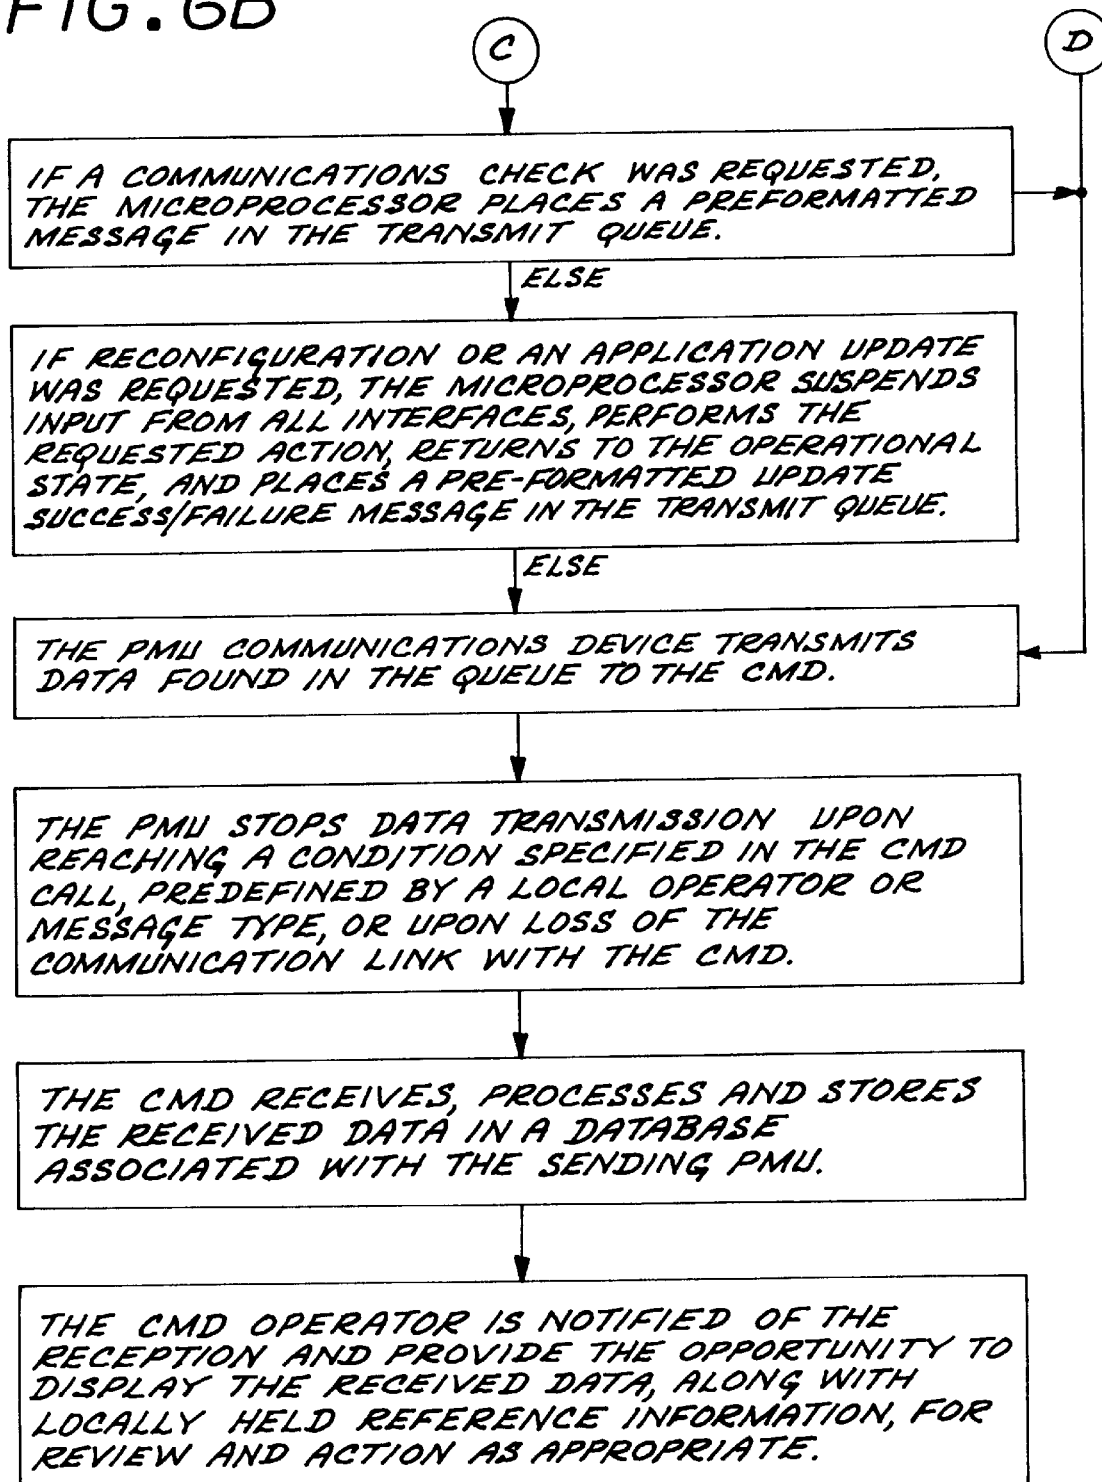 FIG. 6B
C
D
IF A COMMUNICATIONS CHECK WAS REQUESTED,
THE MICROPROCESSOR PLACES A PREFORMATTED
MESSAGE IN THE TRANSMIT QUEUE.
ELSE
IF RECONFIGURATION OR AN APPLICATION UPDATE
WAS REQUESTED, THE MICROPROCESSOR SUSPENDS
INPUT FROM ALL INTERFACES, PERFORMS THE
REQUESTED ACTION, RETURNS TO THE OPERATIONAL
STATE, AND PLACES A PRE-FORMATTED UPDATE
SUCCESS/FAILURE MESSAGE IN THE TRANSMIT QUEUE.
ELSE
THE PMU COMMUNICATIONS DEVICE TRANSMITS
DATA FOUND IN THE QUEUE TO THE CMD.
THE PMU STOPS DATA TRANSMISSION UPON
REACHING A CONDITION SPECIFIED IN THE CMD
CALL, PREDEFINED BY A LOCAL OPERATOR OR
MESSAGE TYPE, OR UPON LOSS OF THE
COMMUNICATION LINK WITH THE CMD.
THE CMD RECEIVES, PROCESSES AND STORES
THE RECEIVED DATA IN A DATABASE
ASSOCIATED WITH THE SENDING PMU.
THE CMD OPERATOR IS NOTIFIED OF THE
RECEPTION AND PROVIDE THE OPPORTUNITY TO
DISPLAY THE RECEIVED DATA, ALONG WITH
LOCALLY HELD REFERENCE INFORMATION, FOR
REVIEW AND ACTION AS APPROPRIATE.